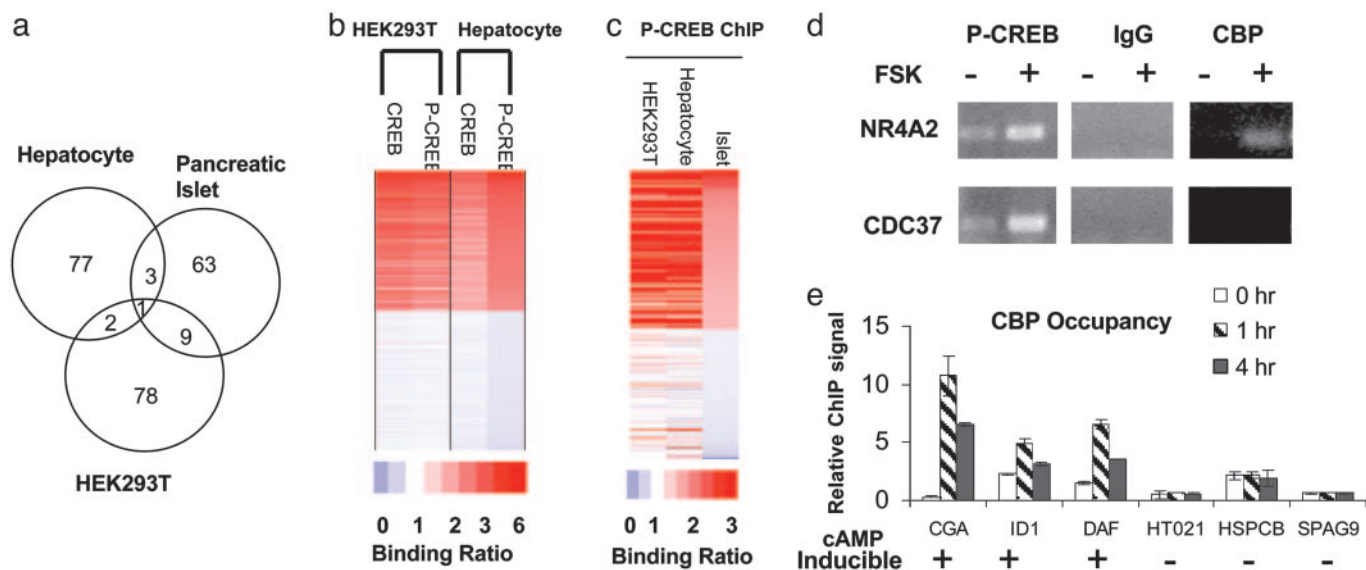 a
Hepatocyte
Pancreatic
Islet
77
3
63
1
2
9
78
HEK293T
b
HEK293T Hepatocyte
CREB
P-CREB
CREB
P-CREB
0 1 2 3 6
Binding Ratio
c
P-CREB ChIP
HEK293T
Hepatocyte
Islet
0 1 2 3
Binding Ratio
d
P-CREB IgG CBP
FSK - + - + - +
NR4A2
CDC37
e
CBP Occupancy
0 hr
1 hr
4 hr
Relative ChIP signal
15
10
5
0
CGA ID1 DAF HT021 HSPCB SPAG9
cAMP
Inducible + + + - - -